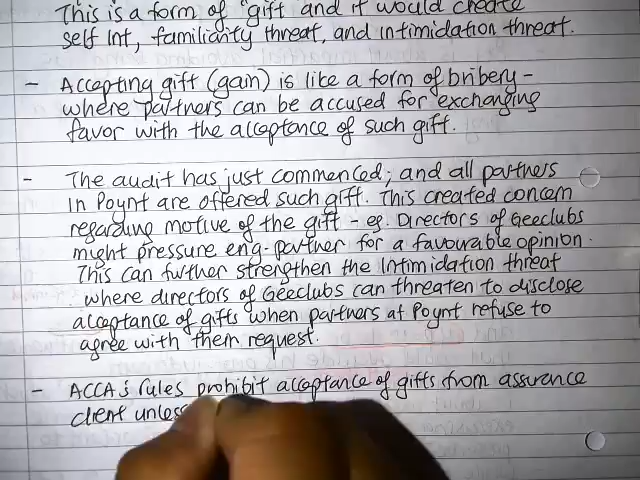 This is a form of "gift" and it would create
self Int, familiarity threat, and intimidation threat.
- Accepting gift (gain) is like a form of bribery -
where partners can be accused for exchanging
favor with the acceptance of such gift.
- The audit has just commenced; and all partners
in Poynt are offered such gift. This created concern
regarding motive of the gift - eg. Directors of Geeclubs
might pressure eng. partner for a favourable opinion.
This can further strengthen the Intimidation threat
where directors of Geeclubs can threaten to disclose
acceptance of gifts when partners at Poynt refuse to
agree with them request.
- ACCA's rules prohibit acceptance of gifts from assurance
client unless